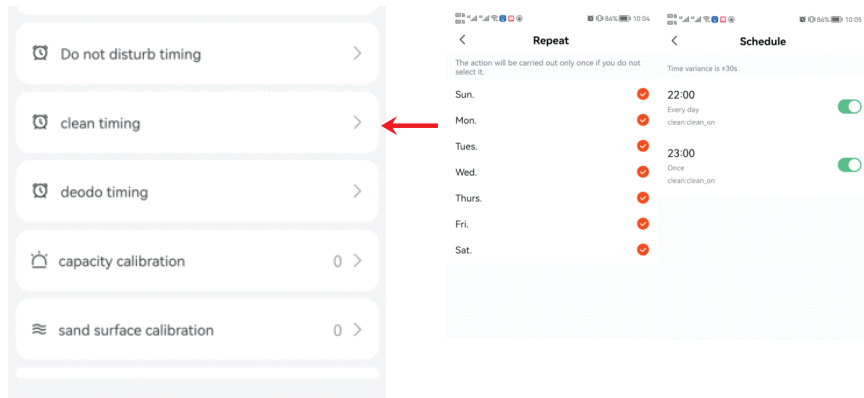 Do not disturb timing
clean timing
deodo timing
capacity calibration 0
sand surface calibration 0
86% 10:04
Repeat
The action will be carried out only once if you do not
select it.
Sun.
Mon.
Tues.
Wed.
Thurs.
Fri.
Sat.
86% 10:05
Schedule
Time variance is ±30s
22:00
Every day
clean:clean_on
23:00
Once
clean:clean_on